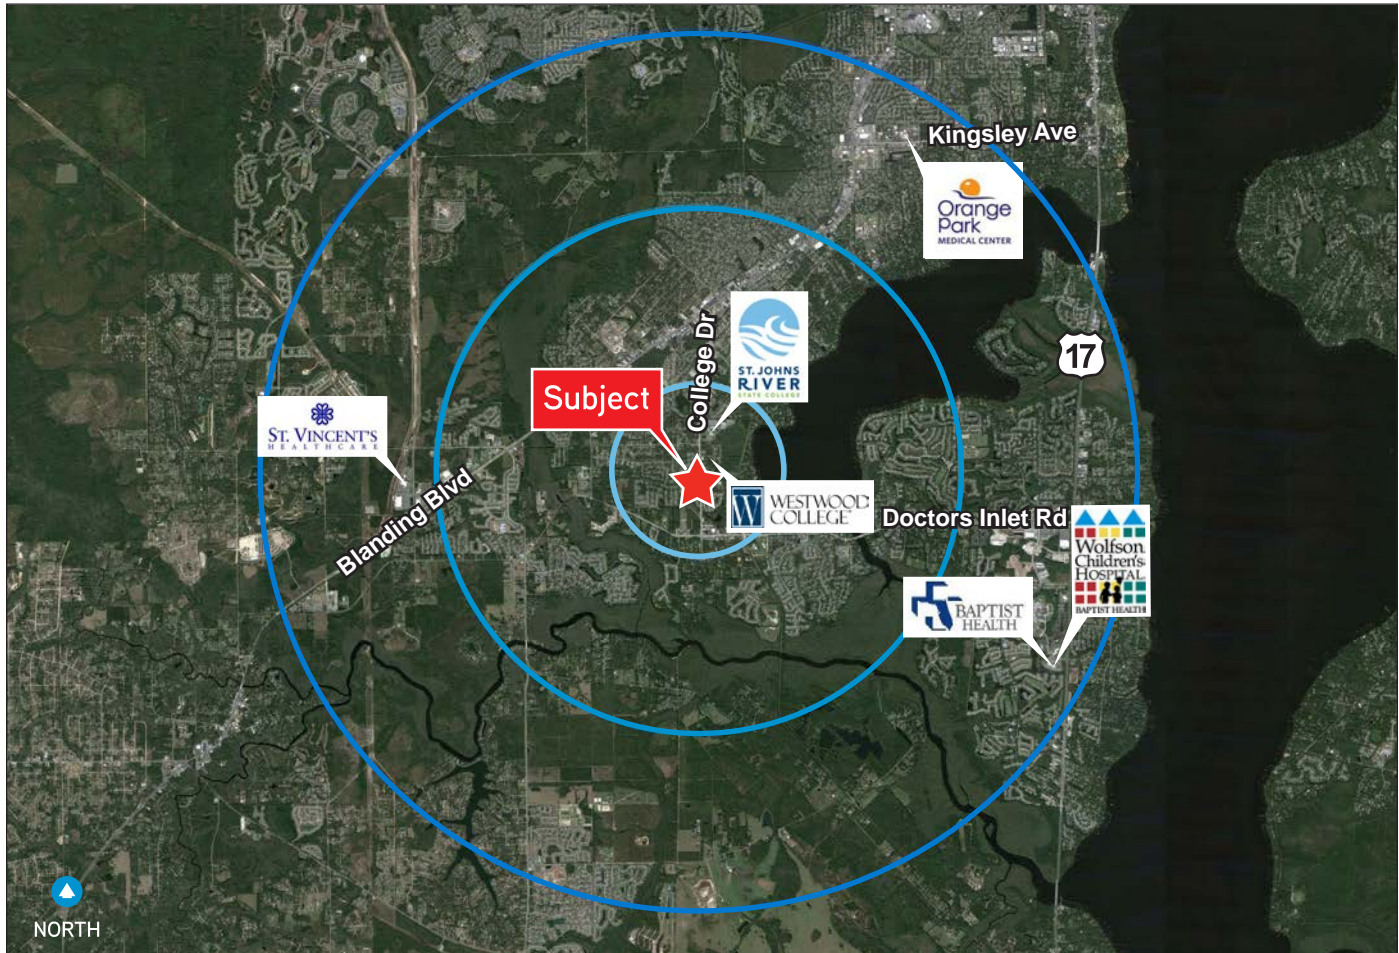 Kingsley Ave
Orange
Park
MEDICAL CENTER
College Dr
ST. JOHNS
RIVER
STATE COLLEGE
17
Subject
ST. VINCENT'S
HEALTHCARE
Blanding Blvd
W
WESTWOOD
COLLEGE
Doctors Inlet Rd
Wolfson
Children's
HOSPITAL
BAPTIST HEALTH
BAPTIST
HEALTH
NORTH